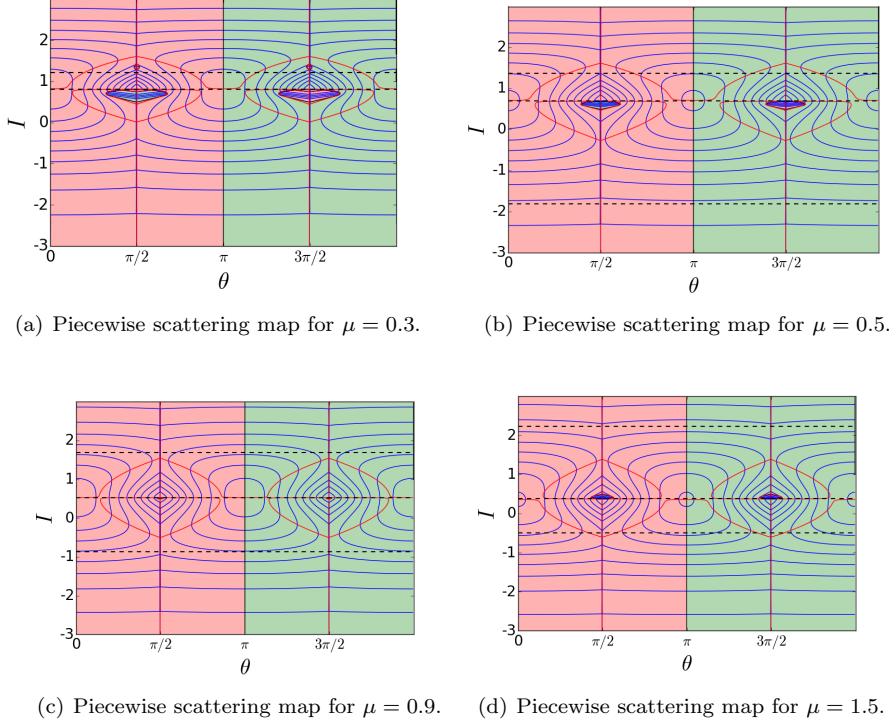 2
1
0
-1
-2
-3
I
0
π/2
π
3π/2
θ
(a) Piecewise scattering map for μ = 0.3.
2
1
0
-1
-2
-3
I
0
π/2
π
3π/2
θ
(b) Piecewise scattering map for μ = 0.5.
2
1
0
-1
-2
-3
I
0
π/2
π
3π/2
θ
(c) Piecewise scattering map for μ = 0.9.
2
1
0
-1
-2
-3
I
0
π/2
π
3π/2
θ
(d) Piecewise scattering map for μ = 1.5.